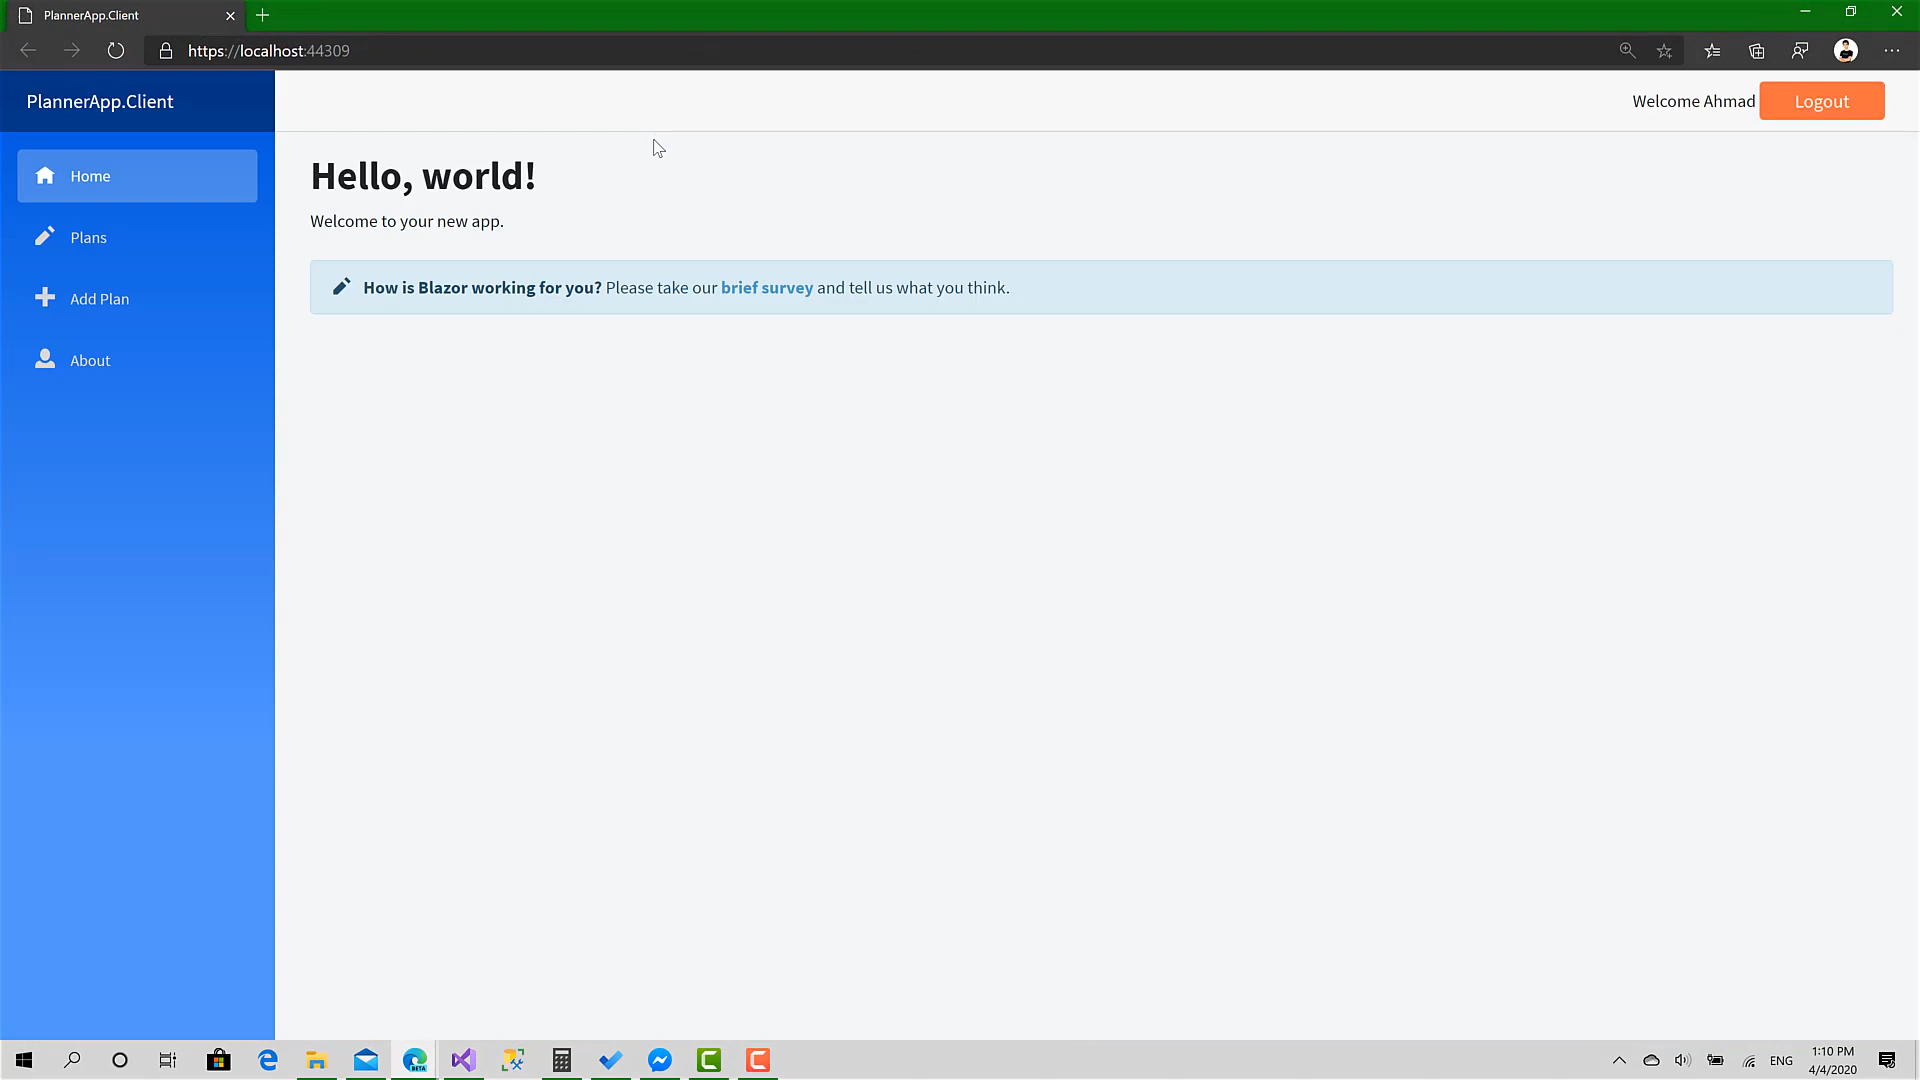 PlannerApp.Client
https://localhost:44309
PlannerApp.Client
Welcome Ahmad
Logout
Home
Plans
Add Plan
About
Hello, world!
Welcome to your new app.
How is Blazor working for you? Please take our brief survey and tell us what you think.
BETA
ENG
1:10 PM
4/4/2020